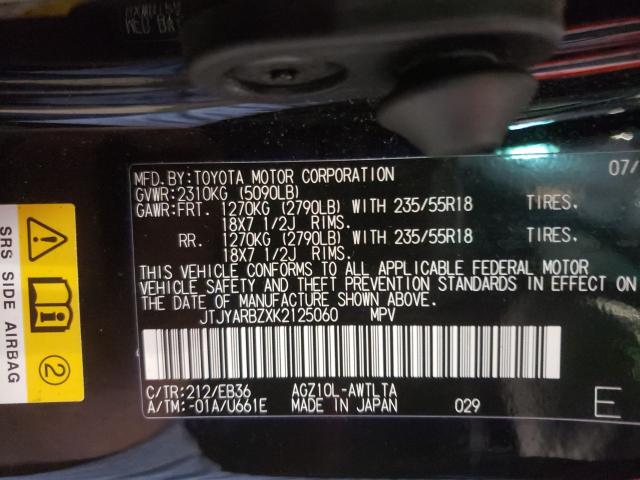 MFD.BY:TOYOTA MOTOR CORPORATION 07/
GVWR:2310KG (5090LB)
GAWR:FRT. 1270KG (2790LB) WITH 235/55R18 TIRES.
18X7 1/2J RIMS.
RR. 1270KG (2790LB) WITH 235/55R18 TIRES.
18X7 1/2J RIMS.
THIS VEHICLE CONFORMS TO ALL APPLICABLE FEDERAL MOTOR
VEHICLE SAFETY AND THEFT PREVENTION STANDARDS IN EFFECT ON
THE DATE OF MANUFACTURE SHOWN ABOVE.
JTJYARBZXK2125060 MPV
C/TR:212/EB36 AGZ10L-AWTLTA
A/TM:-01A/U661E MADE IN JAPAN 029 E
SRS SIDE AIRBAG
2